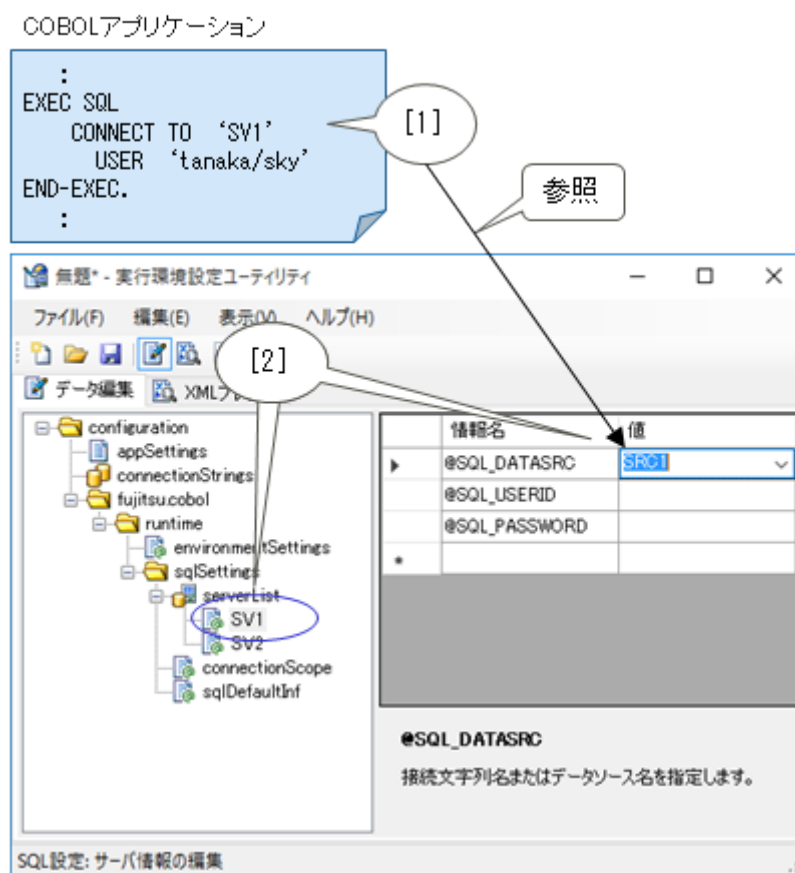 COBOLアプリケーション
:
EXEC SQL
CONNECT TO ‘SV1’
USER ‘tanaka/sky’
END-EXEC.
:
[1]
参照
無題* - 実行環境設定ユーティリティ
ファイル(F) 編集(E) 表示(V) ヘルプ(H)
[2]
データ編集 XMLプレ
configuration
appSettings
connectionStrings
fujitsu.cobol
runtime
environmentSettings
sqlSettings
serverList
SV1
SV2
connectionScope
sqlDefaultInf
情報名 値
@SQL_DATASRC SRC1
@SQL_USERID
@SQL_PASSWORD
@SQL_DATASRC
接続文字列名またはデータソース名を指定します。
SQL設定: サーバ情報の編集